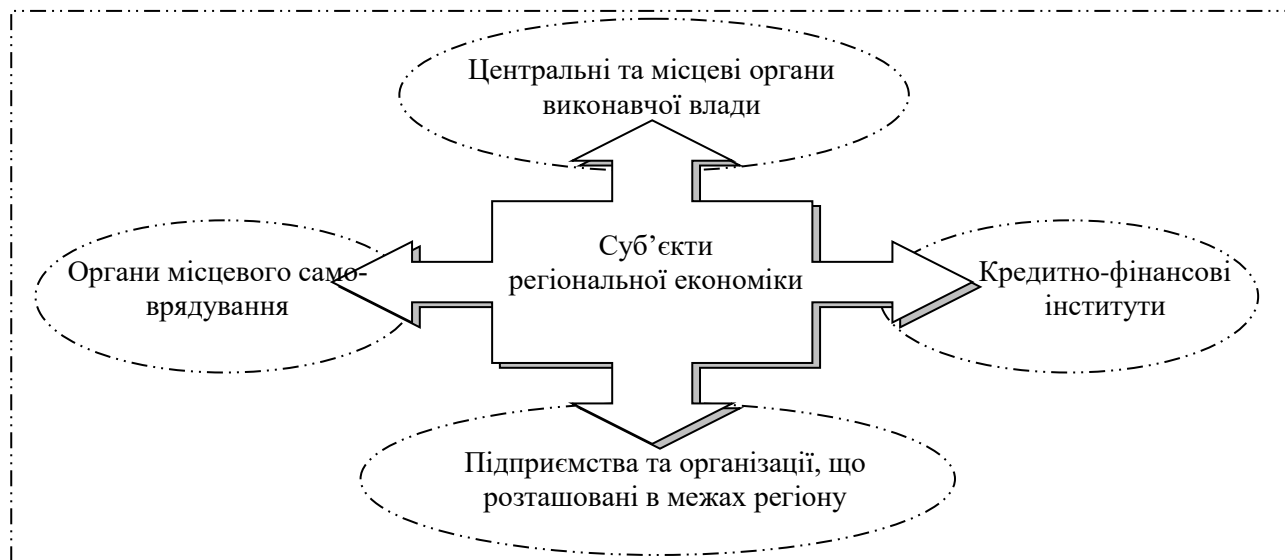 Центральні та місцеві органи
виконавчої влади
Суб’єкти
регіональної економіки
Органи місцевого само-
врядування
Кредитно-фінансові
інститути
Підприємства та організації, що
розташовані в межах регіону